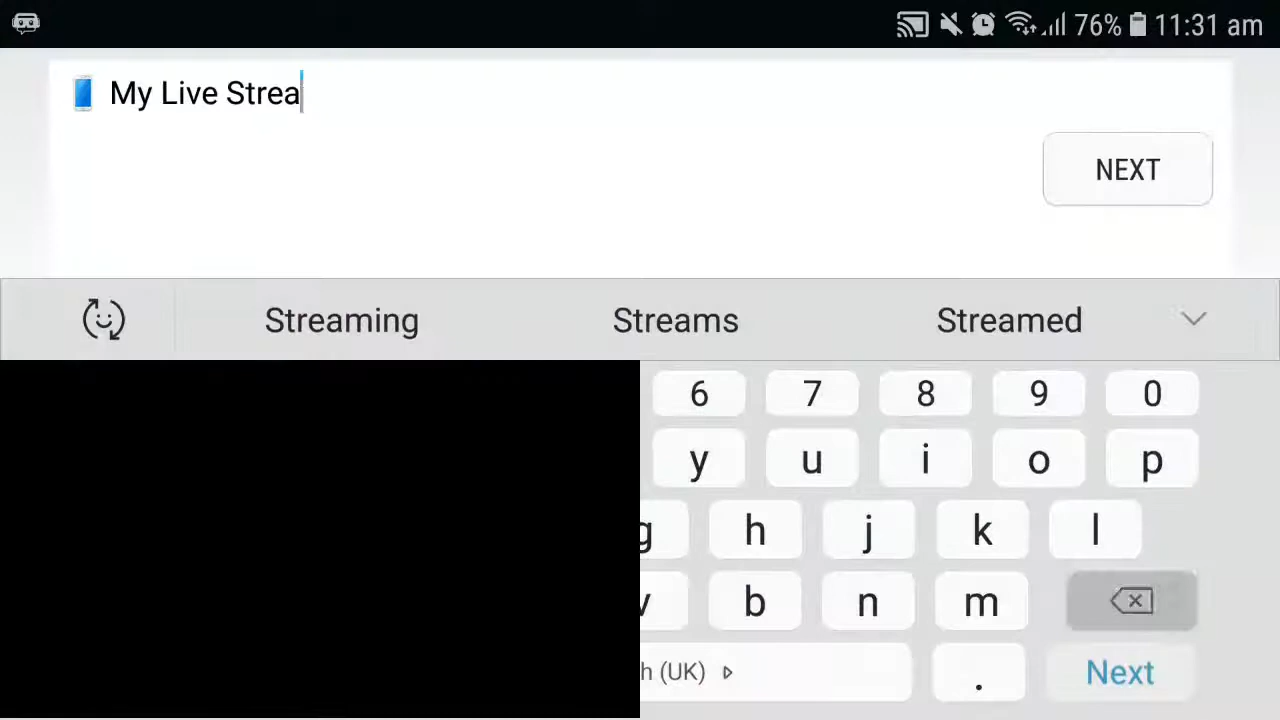 76% 11:31 am
📱 My Live Strea
NEXT
Streaming Streams Streamed
6 7 8 9 0
y u i o p
g h j k l
v b n m
h (UK) .
Next